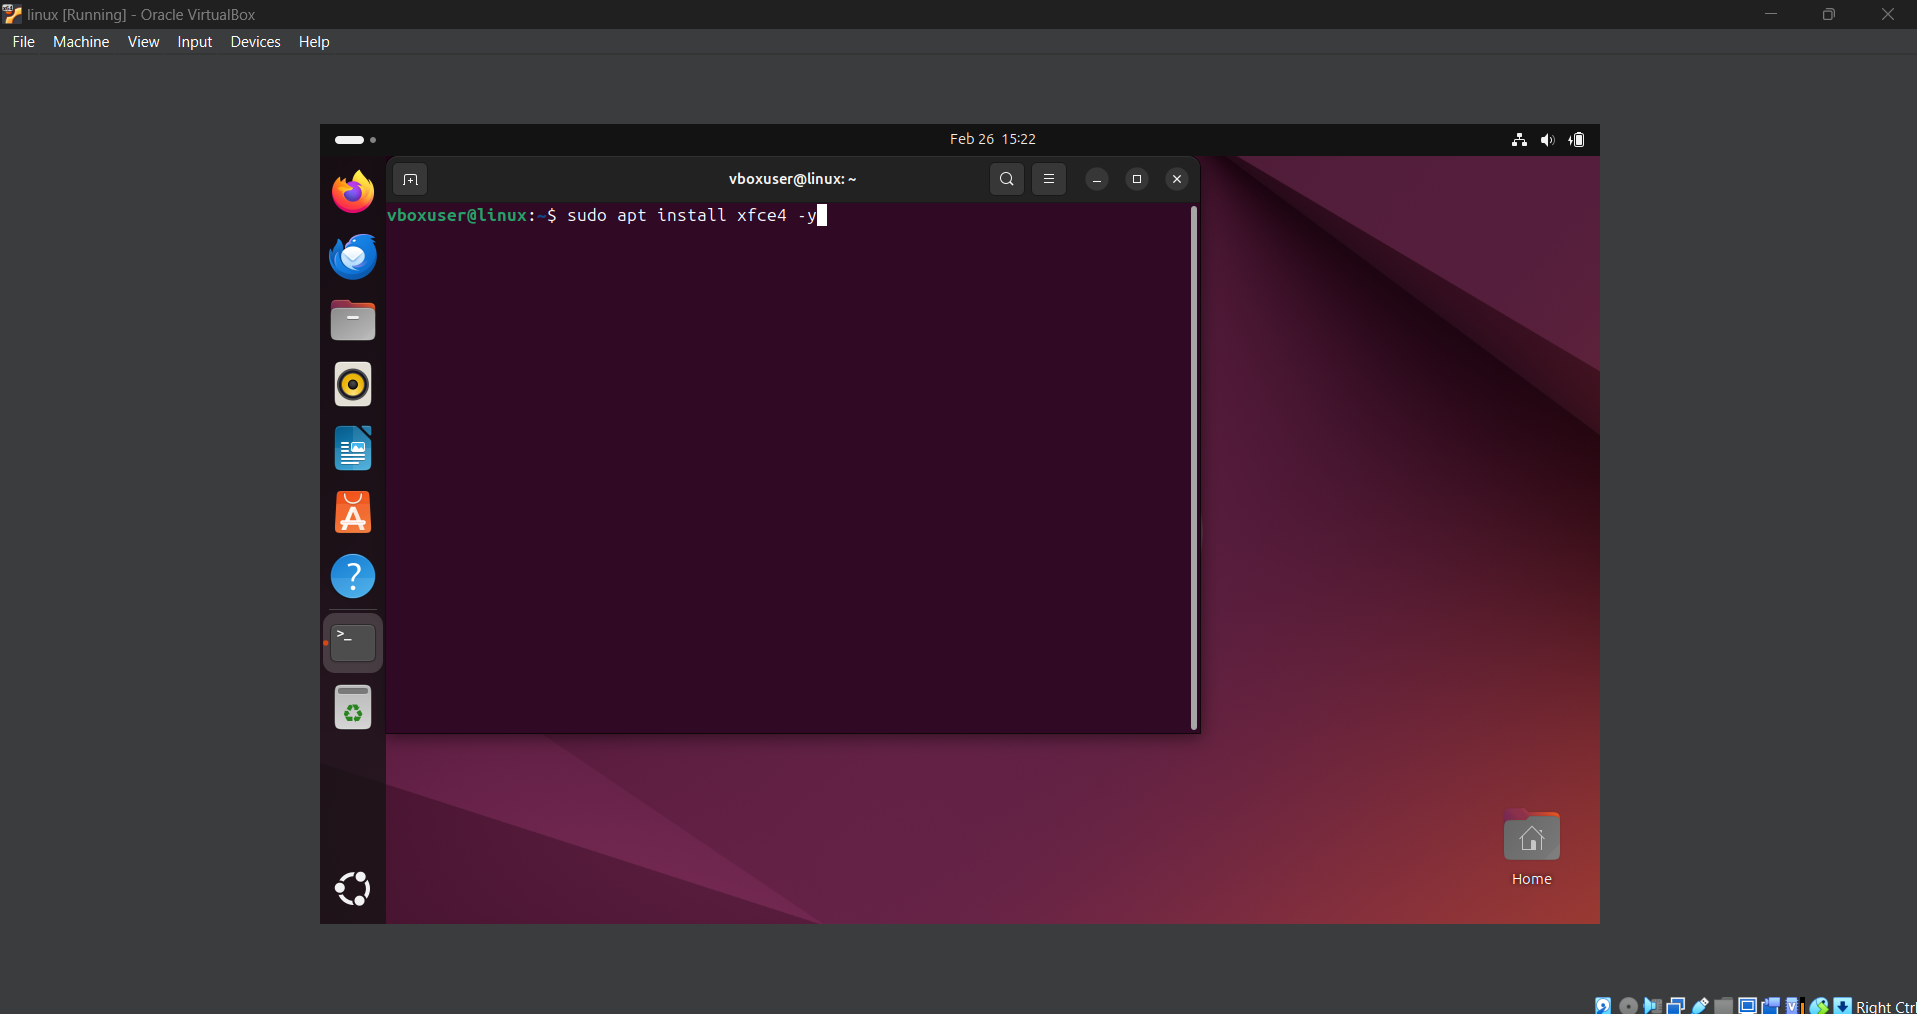 linux [Running] - Oracle VirtualBox
File Machine View Input Devices Help
Feb 26 15:22
vboxuser@linux: ~
vboxuser@linux:~$ sudo apt install xfce4 -y
>_
Home
Right Ctrl